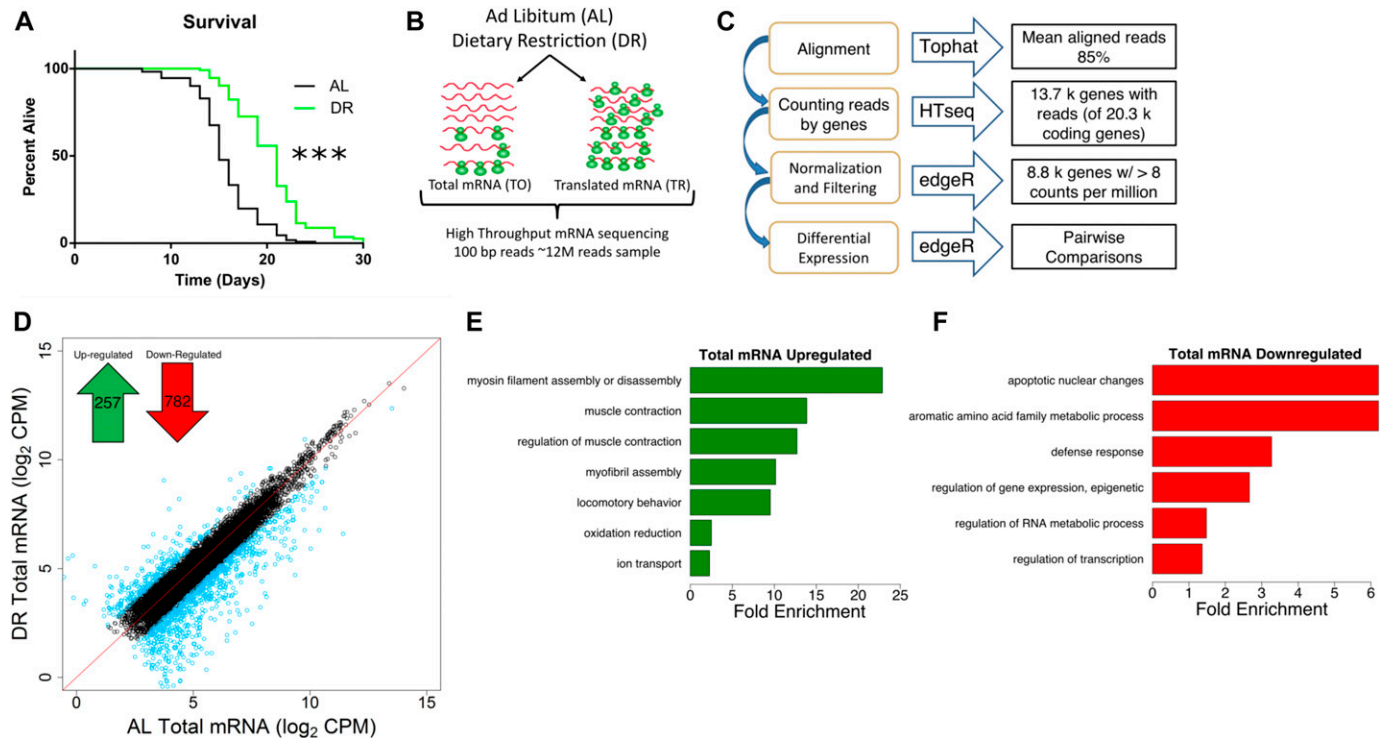 A
Survival
Percent Alive
100
50
0
0
10
20
30
Time (Days)
AL
DR
***
B
Ad Libitum (AL)
Dietary Restriction (DR)
Total mRNA (TO)
Translated mRNA (TR)
High Throughput mRNA sequencing
100 bp reads ~12M reads sample
C
Alignment
Tophat
Mean aligned reads
85%
Counting reads
by genes
HTseq
13.7 k genes with
reads (of 20.3 k
coding genes)
Normalization
and Filtering
edgeR
8.8 k genes w/ > 8
counts per million
Differential
Expression
edgeR
Pairwise
Comparisons
D
Up-regulated
Down-Regulated
257
782
DR Total mRNA (log2 CPM)
15
10
5
0
0
5
10
15
AL Total mRNA (log2 CPM)
E
Total mRNA Upregulated
myosin filament assembly or disassembly
muscle contraction
regulation of muscle contraction
myofibril assembly
locomotory behavior
oxidation reduction
ion transport
0
5
10
15
20
25
Fold Enrichment
F
Total mRNA Downregulated
apoptotic nuclear changes
aromatic amino acid family metabolic process
defense response
regulation of gene expression, epigenetic
regulation of RNA metabolic process
regulation of transcription
0
1
2
3
4
5
6
Fold Enrichment